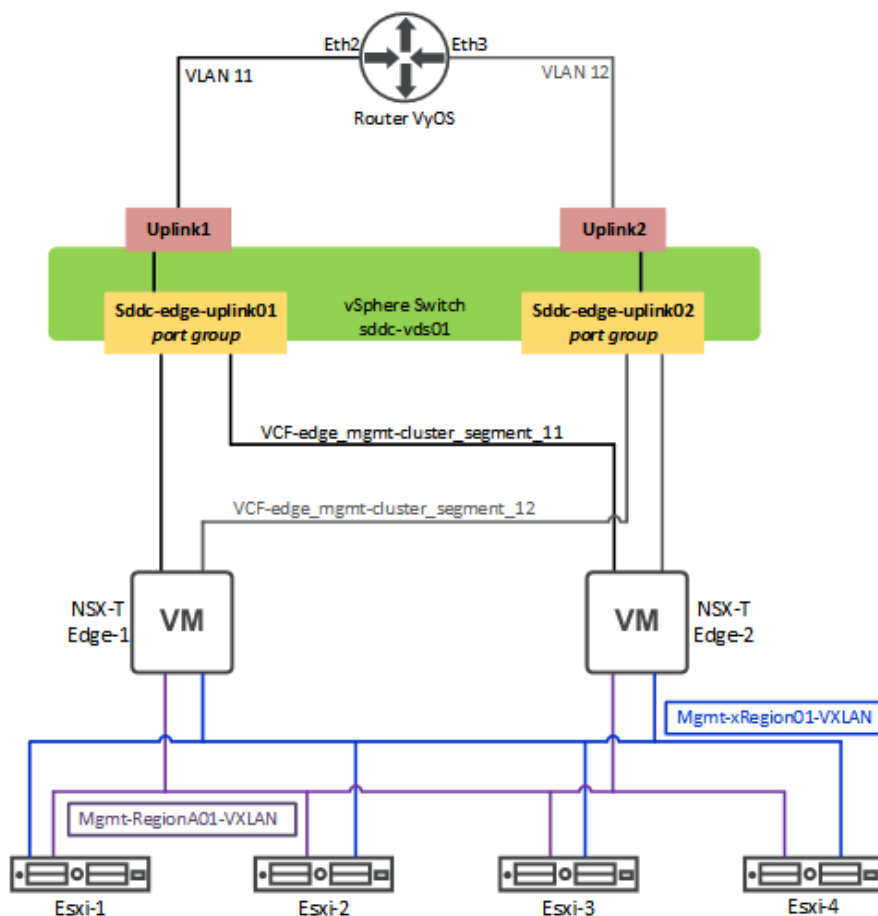 Eth2
Eth3
VLAN 11
VLAN 12
Router VyOS
Uplink1
Uplink2
Sddc-edge-uplink01
port group
vSphere Switch
sddc-vds01
Sddc-edge-uplink02
port group
VCF-edge_mgmt-cluster_segment_11
VCF-edge_mgmt-cluster_segment_12
NSX-T
Edge-1
VM
VM
NSX-T
Edge-2
Mgmt-xRegion01-VXLAN
Mgmt-RegionA01-VXLAN
Esxi-1
Esxi-2
Esxi-3
Esxi-4